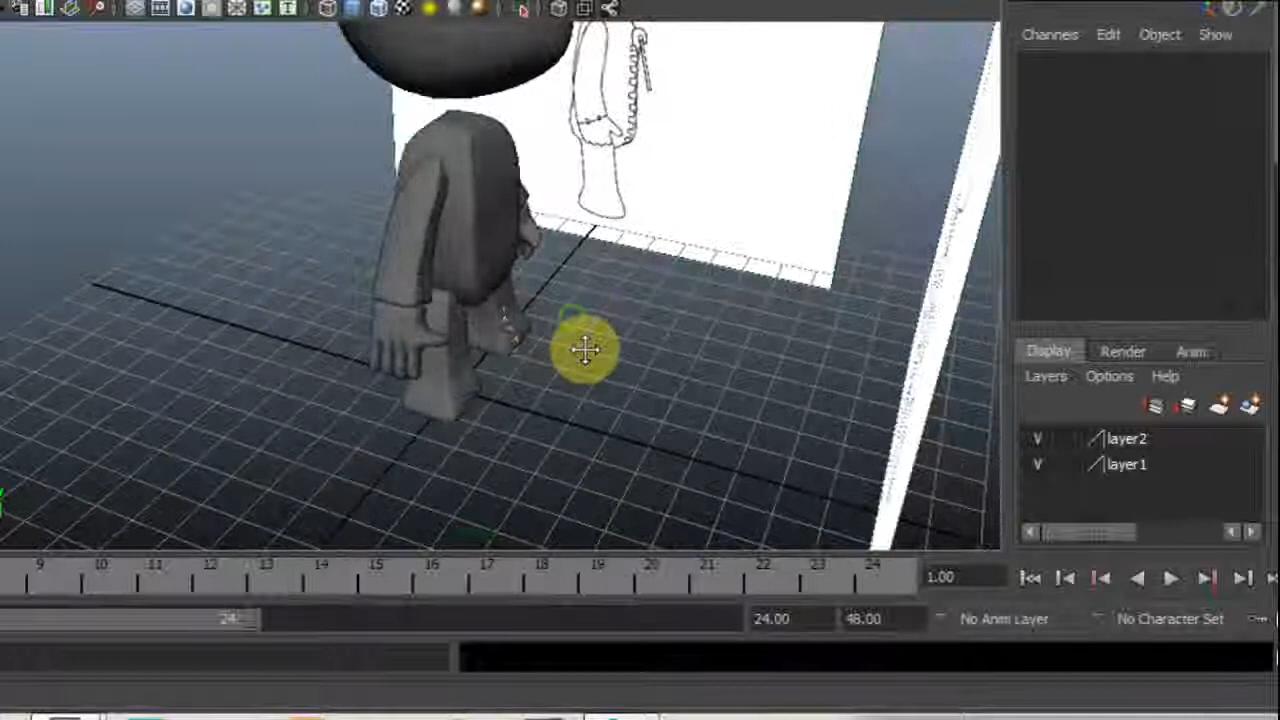 Channels Edit Object Show
Display Render Anim
Layers Options Help
V layer2
V layer1
9 10 11 12 13 14 15 16 17 18 19 20 21 22 23 24
1.00
24
24.00 48.00 No Anim Layer No Character Set